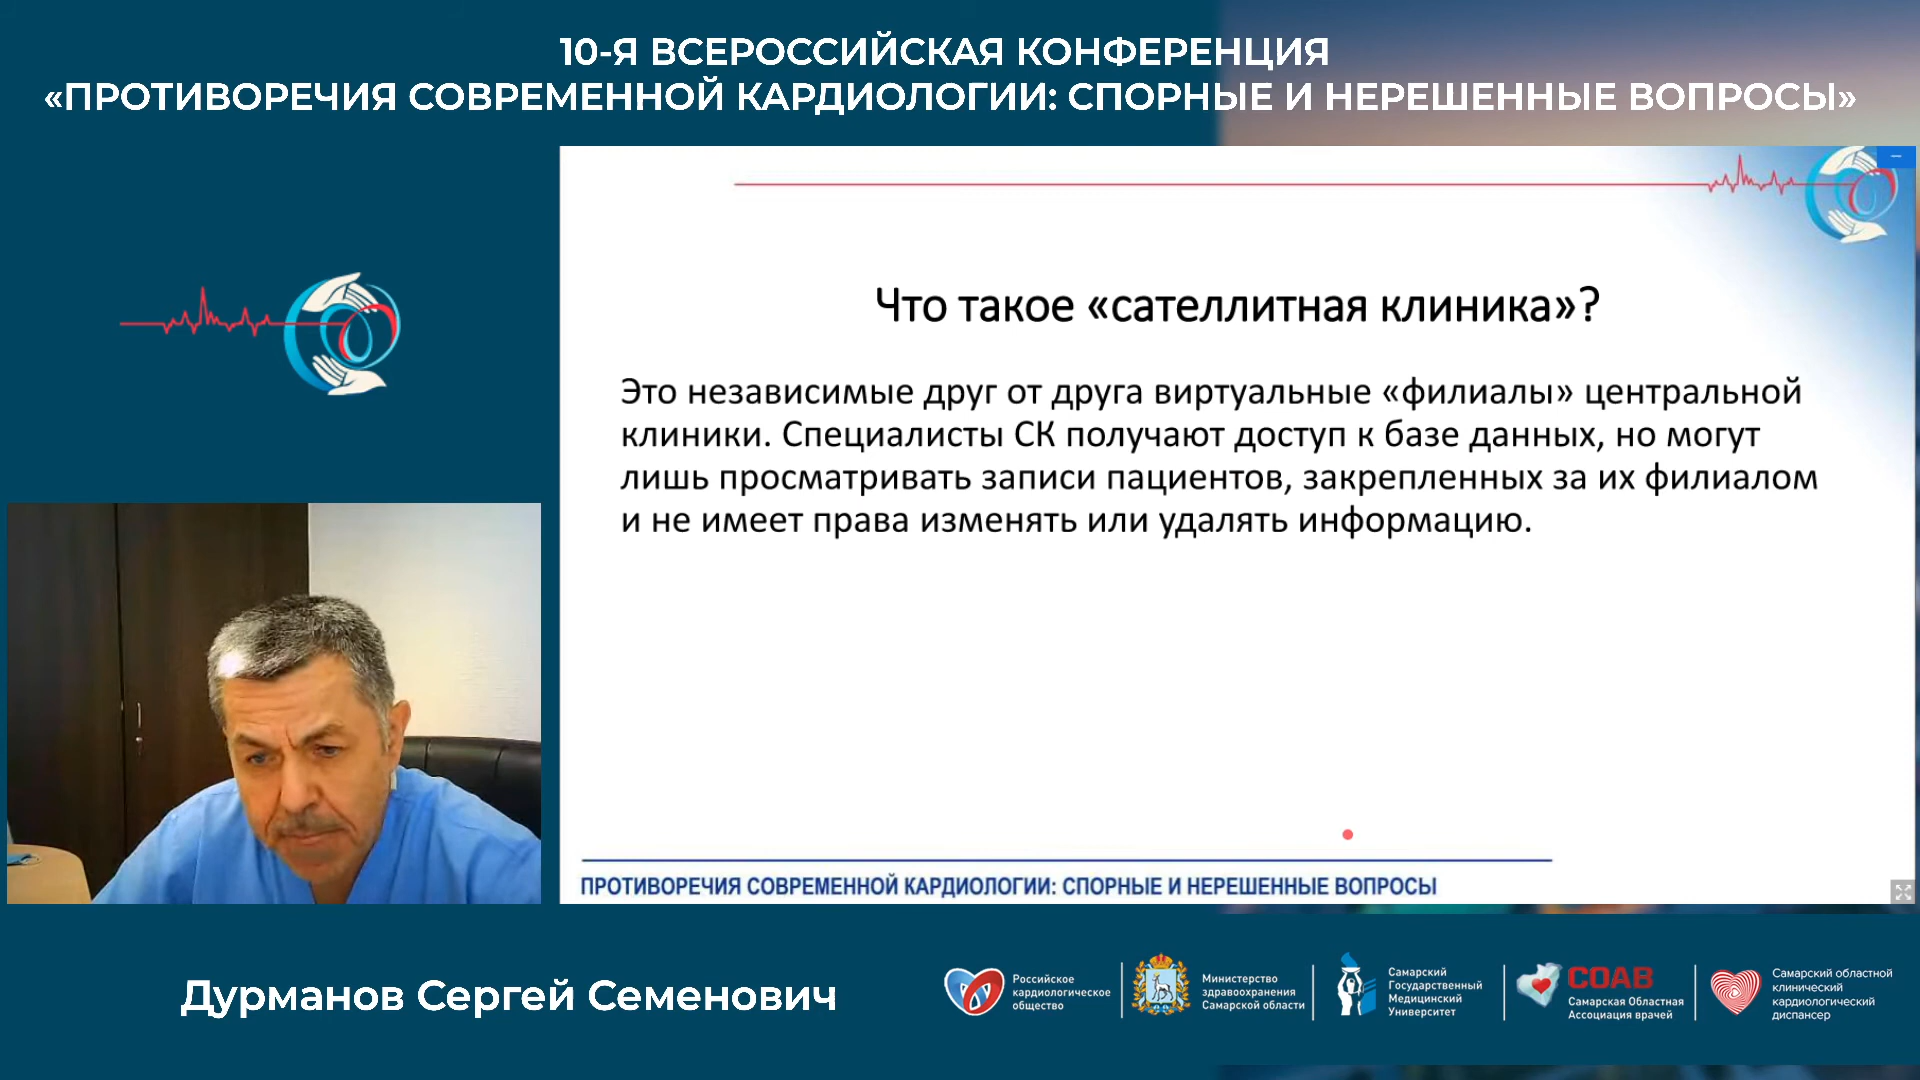 10-Я ВСЕРОССИЙСКАЯ КОНФЕРЕНЦИЯ
«ПРОТИВОРЕЧИЯ СОВРЕМЕННОЙ КАРДИОЛОГИИ: СПОРНЫЕ И НЕРЕШЕННЫЕ ВОПРОСЫ»
Что такое «сателлитная клиника»?
Это независимые друг от друга виртуальные «филиалы» центральной
клиники. Специалисты СК получают доступ к базе данных, но могут
лишь просматривать записи пациентов, закрепленных за их филиалом
и не имеет права изменять или удалять информацию.
ПРОТИВОРЕЧИЯ СОВРЕМЕННОЙ КАРДИОЛОГИИ: СПОРНЫЕ И НЕРЕШЕННЫЕ ВОПРОСЫ
Дурманов Сергей Семенович
Российское
кардиологическое
общество
Министерство
здравоохранения
Самарской области
Самарский
Государственный
Медицинский
Университет
СОАВ
Самарская Областная
Ассоциация врачей
Самарский областной
клинический
кардиологический
диспансер